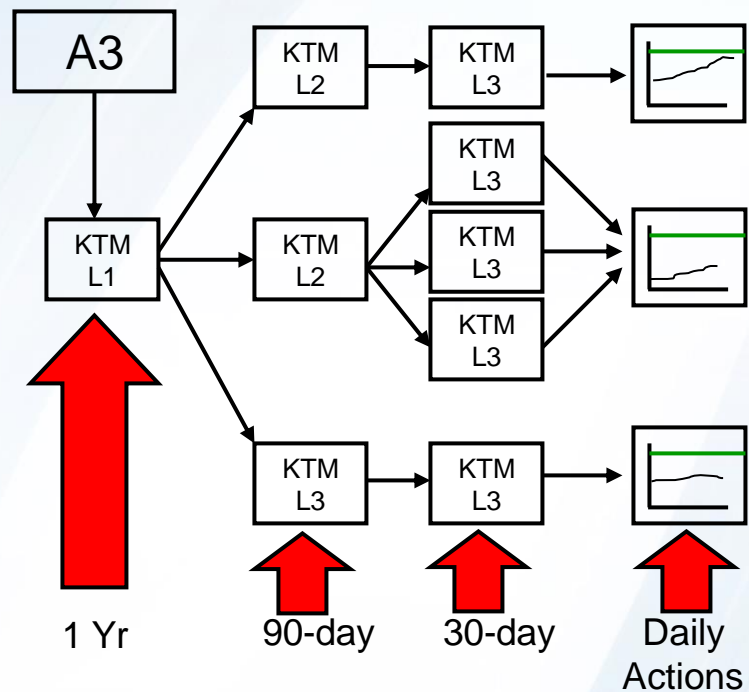 A3
KTM
L2
KTM
L3
KTM
L3
KTM
L1
KTM
L2
KTM
L3
KTM
L3
KTM
L3
KTM
L3
1 Yr
90-day
30-day
Daily
Actions